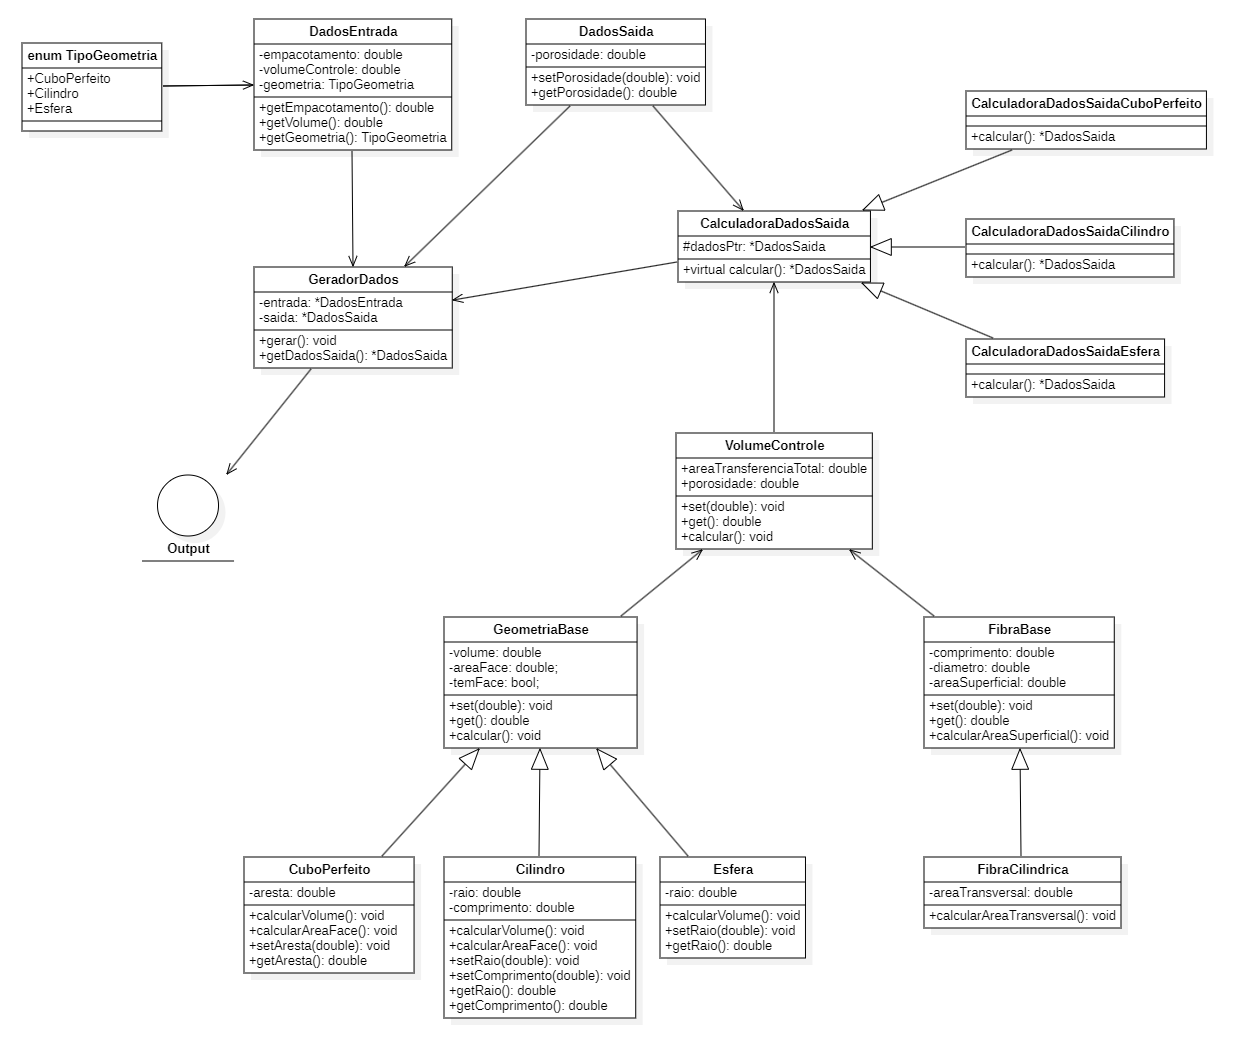 enum TipoGeometria
+CuboPerfeito
+Cilindro
+Esfera
DadosEntrada
-empacotamento: double
-volumeControle: double
-geometria: TipoGeometria
+getEmpacotamento(): double
+getVolume(): double
+getGeometria(): TipoGeometria
DadosSaida
-porosidade: double
+setPorosidade(double): void
+getPorosidade(): double
CalculadoraDadosSaidaCuboPerfeito
+calcular(): *DadosSaida
CalculadoraDadosSaida
#dadosPtr: *DadosSaida
+virtual calcular(): *DadosSaida
CalculadoraDadosSaidaCilindro
+calcular(): *DadosSaida
CalculadoraDadosSaidaEsfera
+calcular(): *DadosSaida
GeradorDados
-entrada: *DadosEntrada
-saida: *DadosSaida
+gerar(): void
+getDadosSaida(): *DadosSaida
Output
VolumeControle
+areaTransferenciaTotal: double
+porosidade: double
+set(double): void
+get(): double
+calcular(): void
GeometriaBase
-volume: double
-areaFace: double;
-temFace: bool;
+set(double): void
+get(): double
+calcular(): void
FibraBase
-comprimento: double
-diametro: double
-areaSuperficial: double
+set(double): void
+get(): double
+calcularAreaSuperficial(): void
CuboPerfeito
-aresta: double
+calcularVolume(): void
+calcularAreaFace(): void
+setAresta(double): void
+getAresta(): double
Cilindro
-raio: double
-comprimento: double
+calcularVolume(): void
+calcularAreaFace(): void
+setRaio(double): void
+setComprimento(double): void
+getRaio(): double
+getComprimento(): double
Esfera
-raio: double
+calcularVolume(): void
+setRaio(double): void
+getRaio(): double
FibraCilindrica
-areaTransversal: double
+calcularAreaTransversal(): void